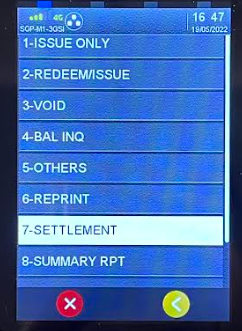 4G
SGP-M1-3GSI
16 47
19/05/2022
1-ISSUE ONLY
2-REDEEM/ISSUE
3-VOID
4-BAL INQ
5-OTHERS
6-REPRINT
7-SETTLEMENT
8-SUMMARY RPT